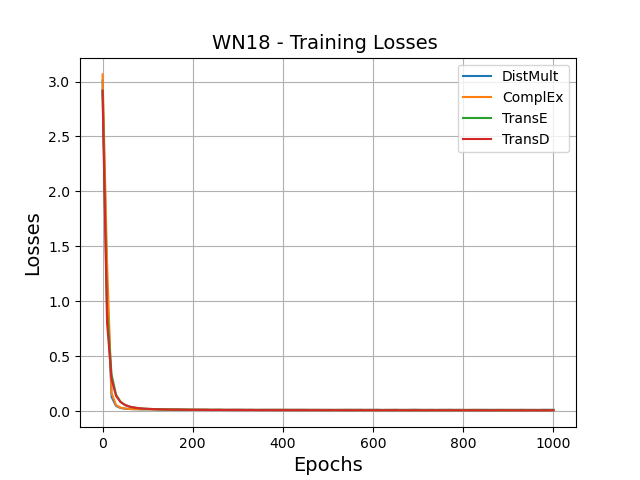 WN18 - Training Losses
DistMult
ComplEx
TransE
TransD
Losses
3.0
2.5
2.0
1.5
1.0
0.5
0.0
0
200
400
600
800
1000
Epochs